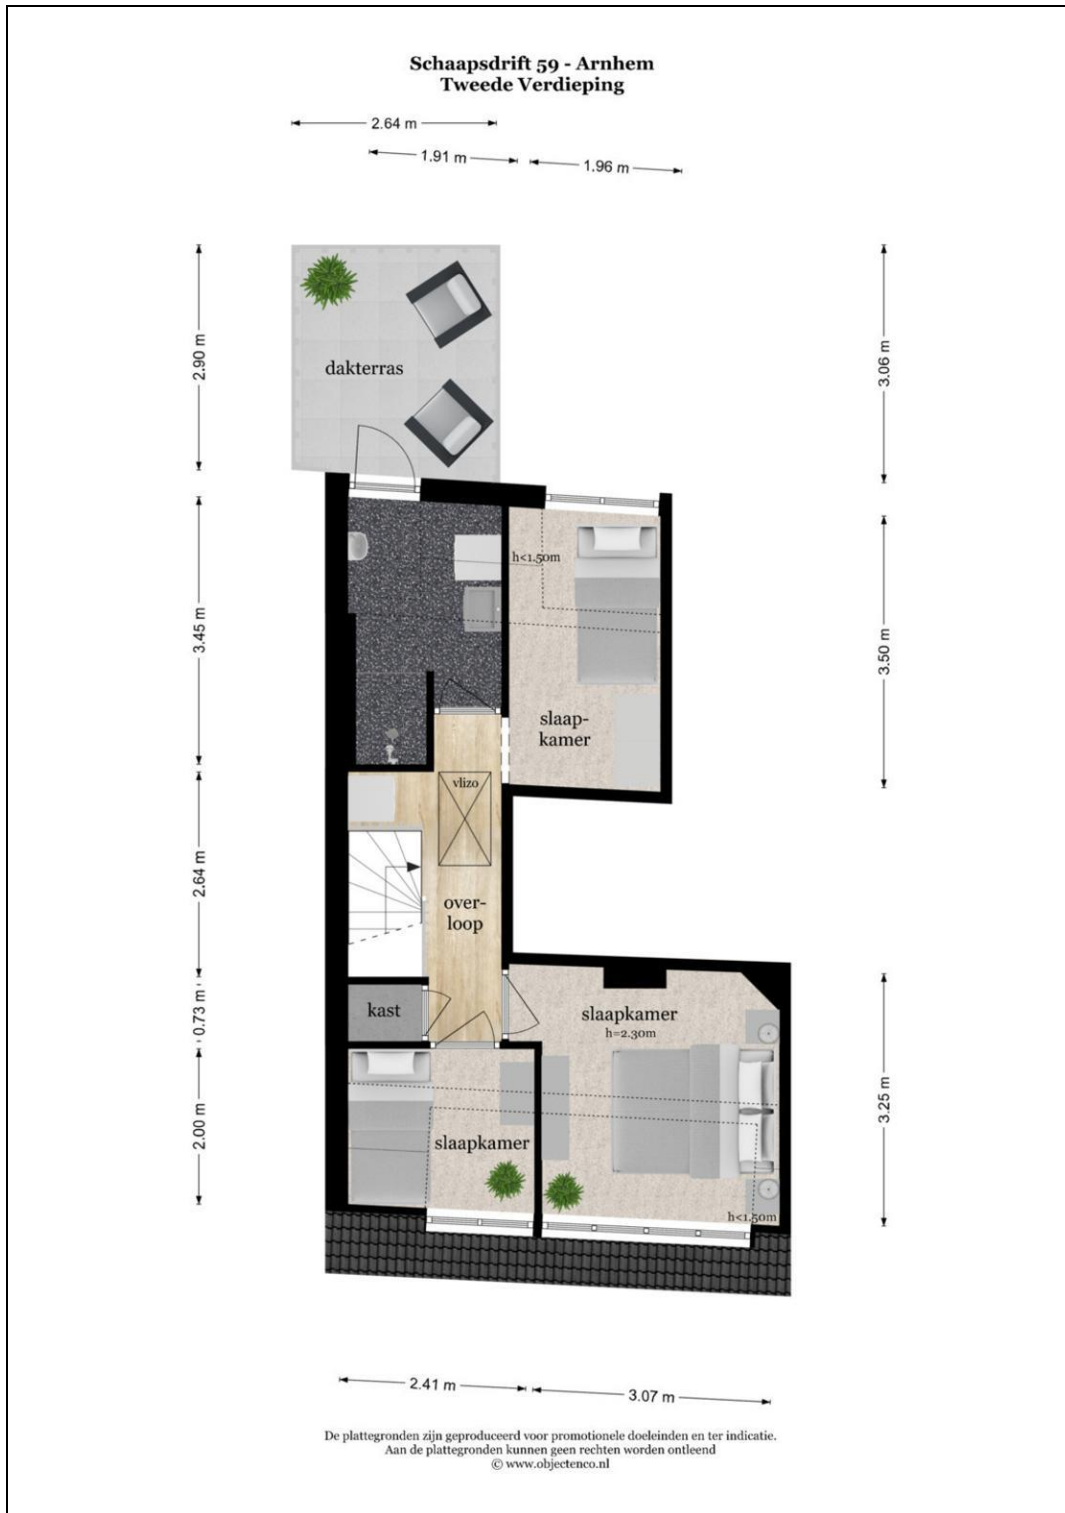 Schaapsdrift 59 - Arnhem
Tweede Verdieping
2.64 m
1.91 m
1.96 m
2.90 m
3.06 m
dakterras
h<1.50m
3.45 m
3.50 m
slaap-
kamer
vlizo
2.64 m
over-
loop
0.73 m
kast
slaapkamer
h=2.30m
2.00 m
3.25 m
slaapkamer
h<1.50m
2.41 m
3.07 m
De plattegronden zijn geproduceerd voor promotionele doeleinden en ter indicatie.
Aan de plattegronden kunnen geen rechten worden ontleend
© www.objectenco.nl